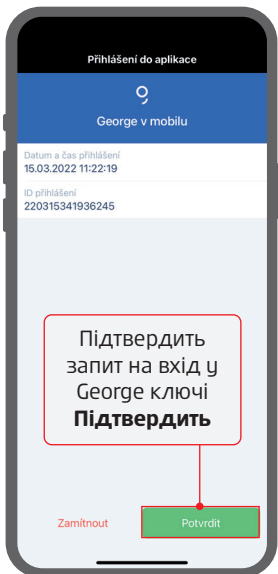 Přihlášení do aplikace
George v mobilu
Datum a čas přihlášení
15.03.2022 11:22:19
ID přihlášení
220315341936245
Підтвердить
запит на вхід у
George ключі
Підтвердить
Zamítnout
Potvrdit